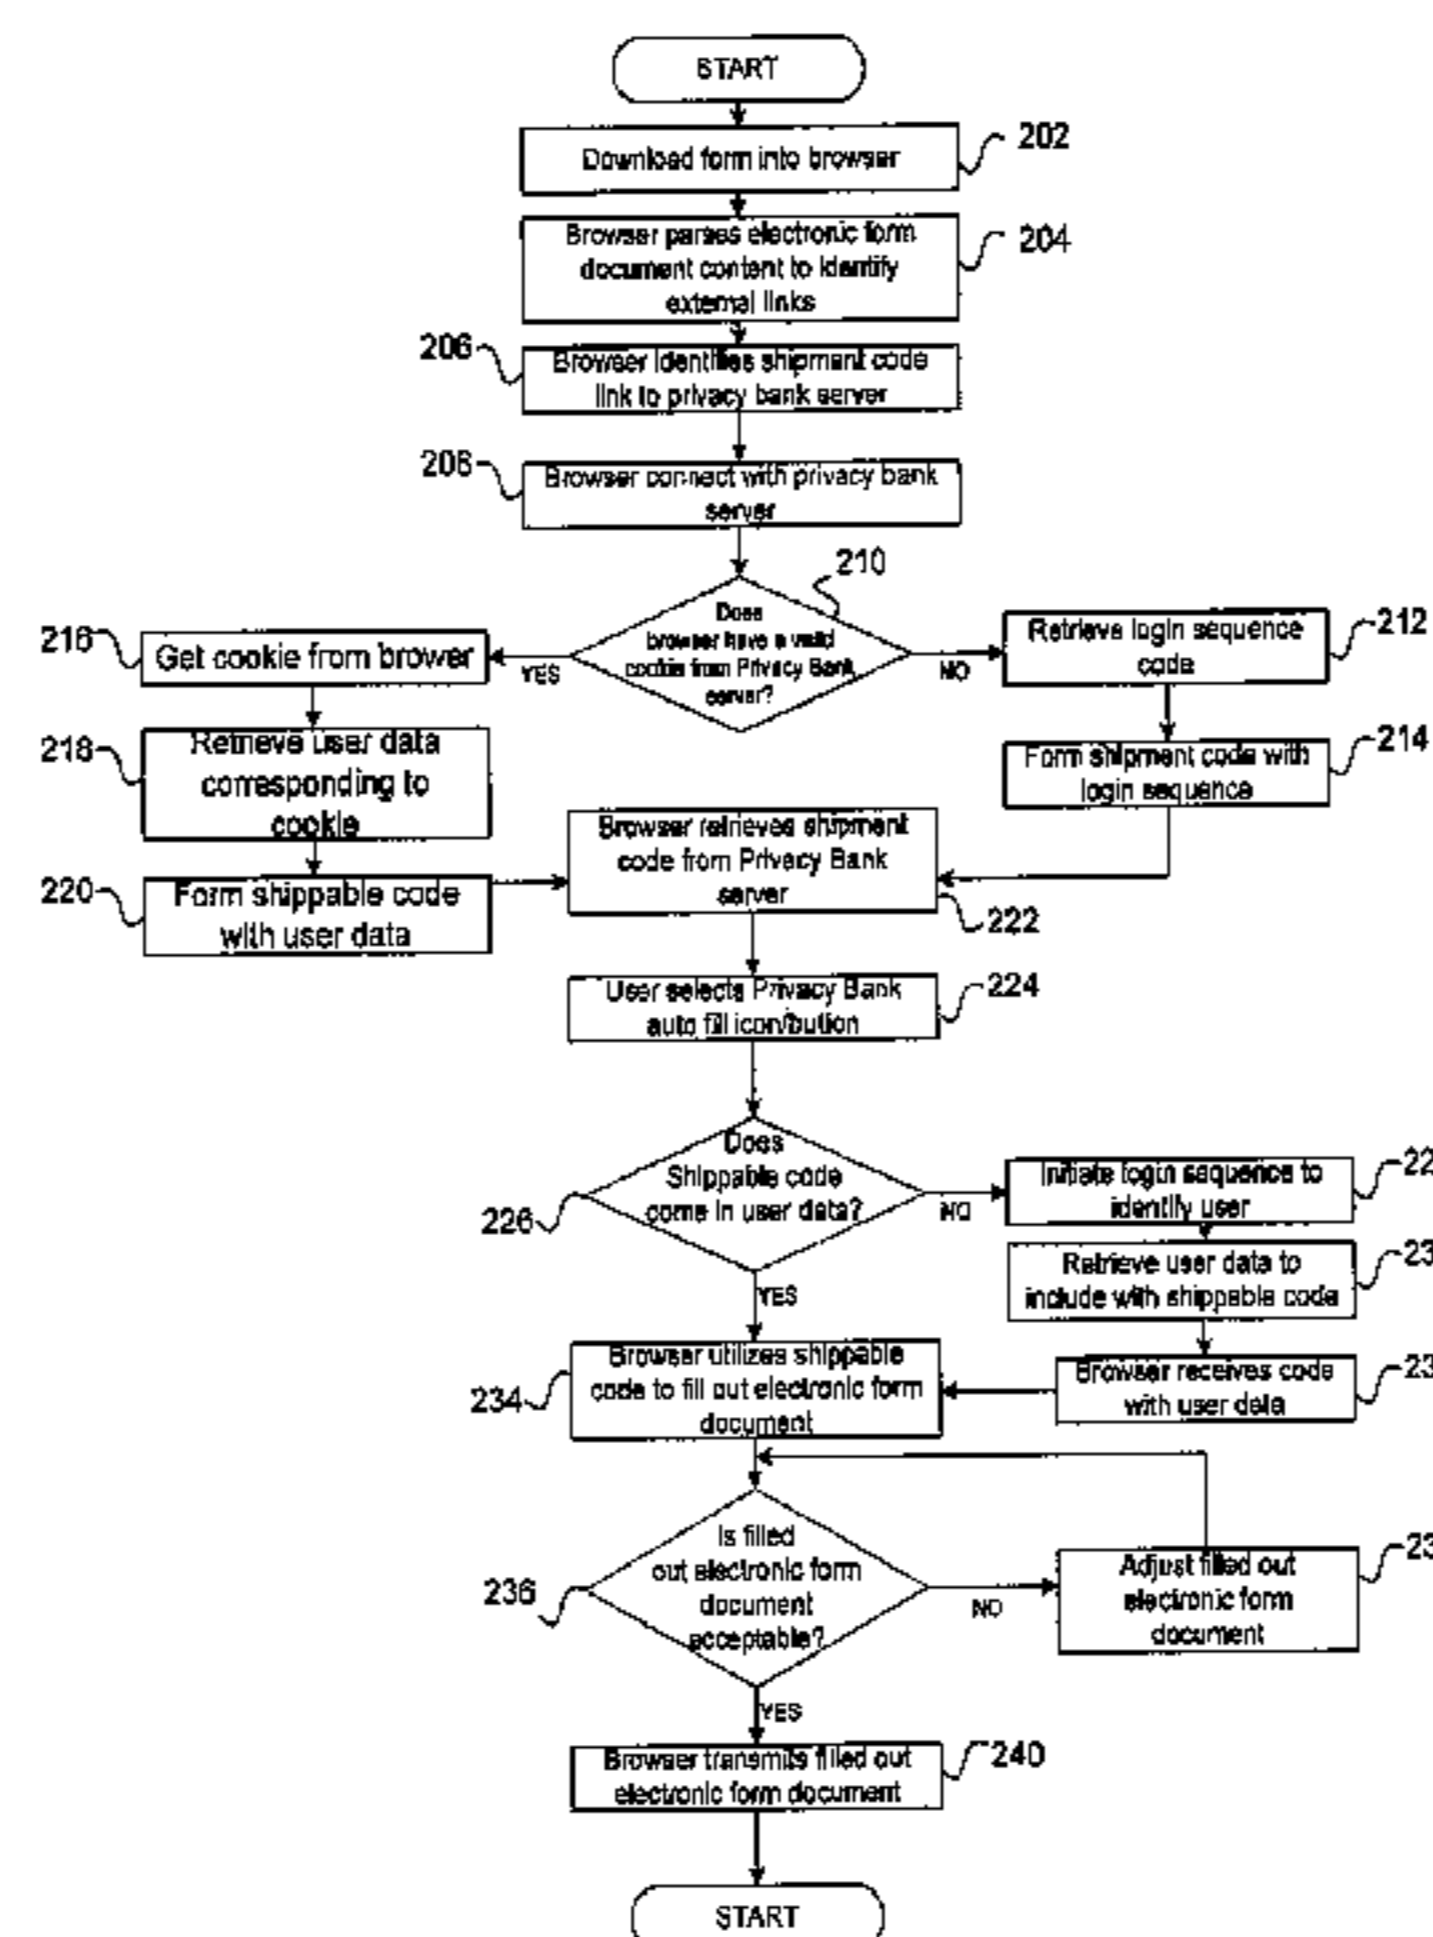 START
Download form into browser
202
Browser parses electronic form
document content to identify
external links
204
206
Browser identifies shipment code
link to privacy bank server
208
Browser connect with privacy bank
server
210
Does
browser have a valid
cookie from Privacy Bank
server?
YES
NO
216
Get cookie from brower
Retrieve login sequence
code
212
218
Retrieve user data
corresponding to
cookie
Form shipment code with
login sequence
214
220
Form shippable code
with user data
Browser retrieves shipment
code from Privacy Bank
server
222
User selects Privacy Bank
auto fill icon/bution
224
226
Does
Shippable code
come in user data?
NO
YES
Initiate login sequence to
identify user
22
Retrieve user data to
include with shippable code
23
Browser receives code
with user data
23
234
Browser utilizes shippable
code to fill out electronic form
document
236
Is filled
out electronic form
document
acceptable?
NO
YES
Adjust filled out
electronic form
document
23
Browser transmits filled out
electronic form document
240
START